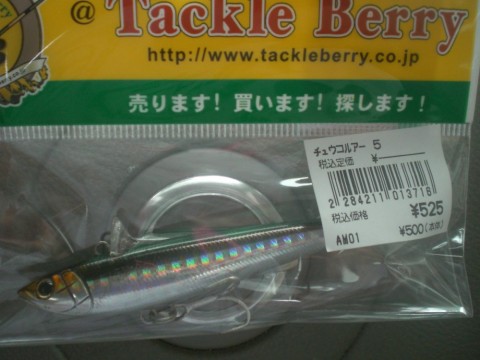 @ Tackle Berry
http://www.tackleberry.co.jp
売ります! 買います! 探します!
チュウコルアー 5
税込定価 ¥
2 284211 013716
税込価格 ¥525
AM01 ¥500(本体)